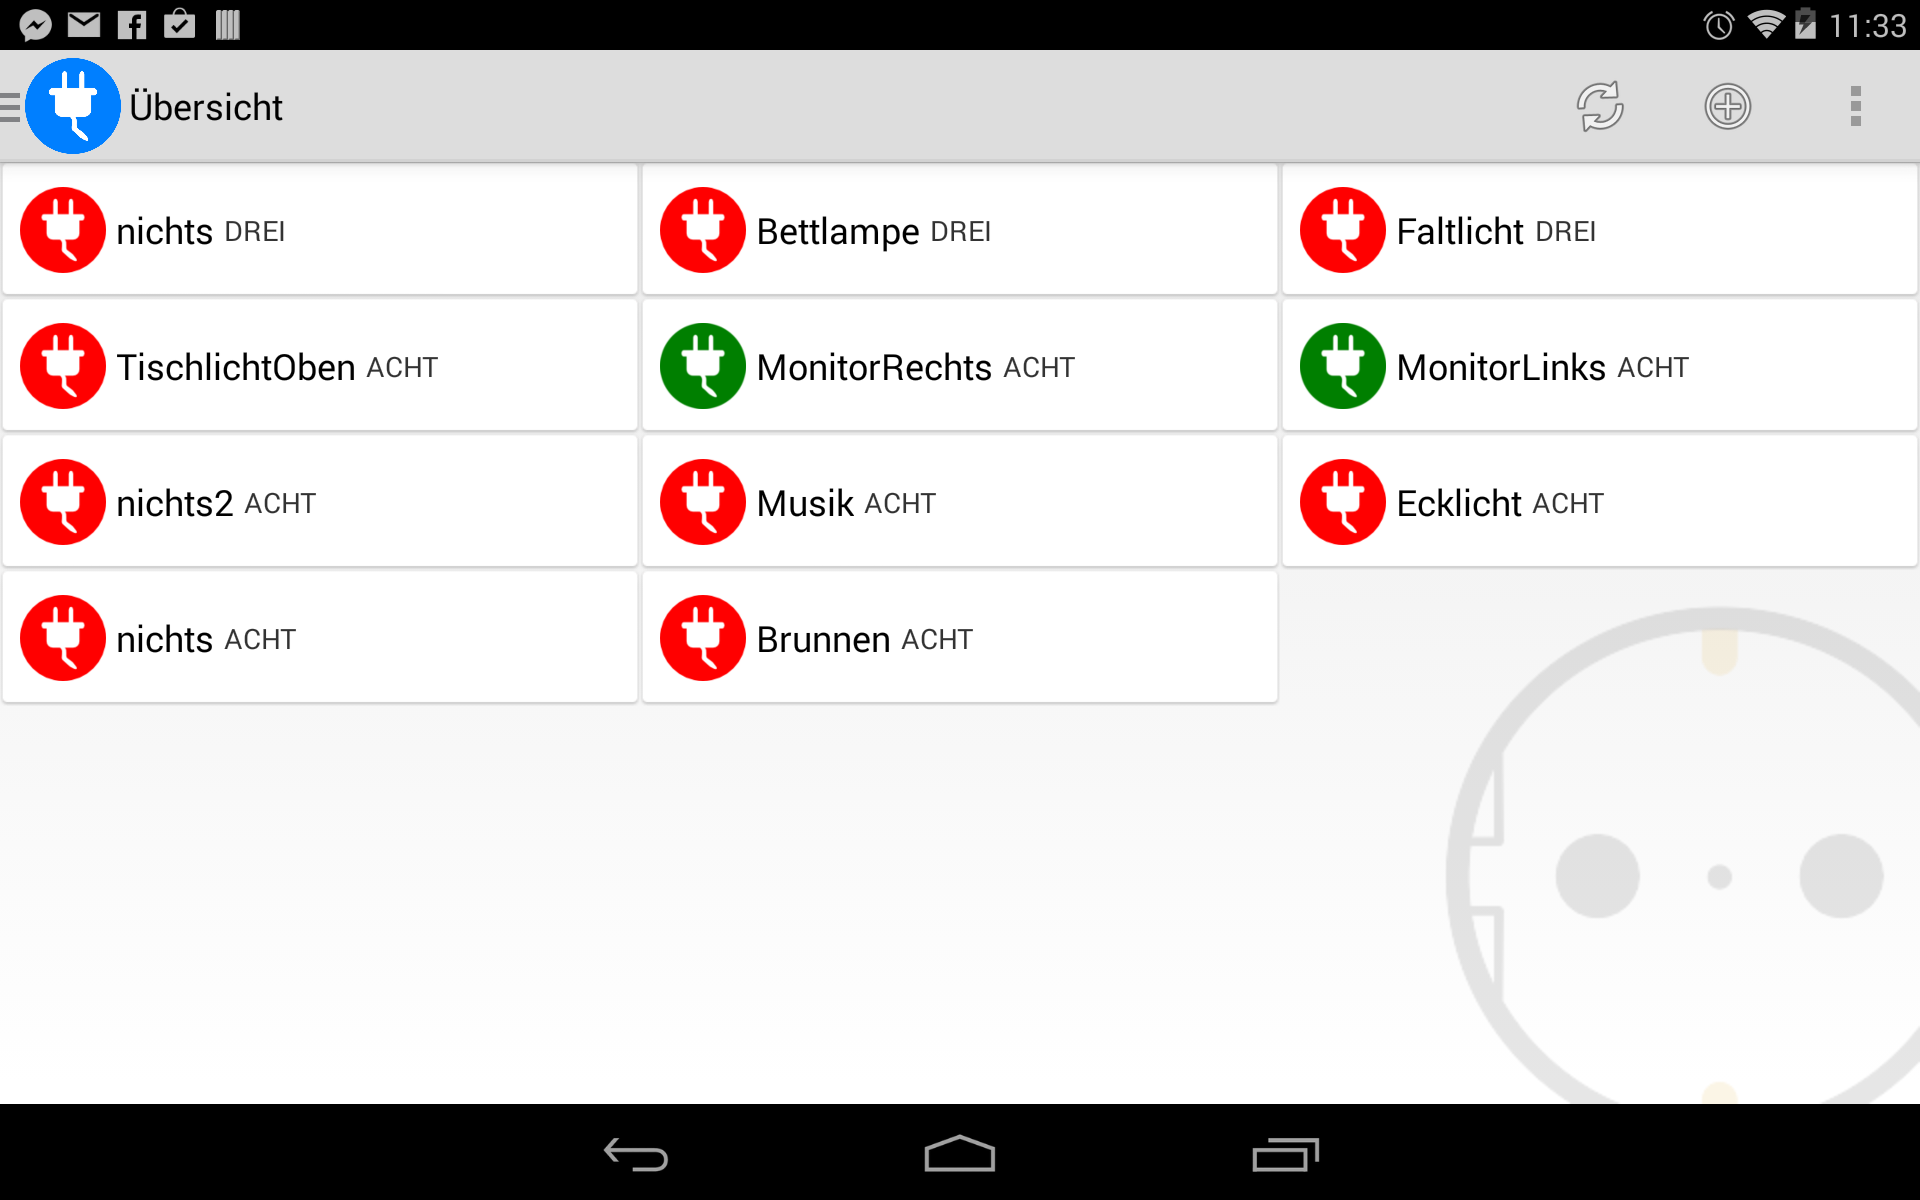 11:33
Übersicht
nichts DREI
Bettlampe DREI
Faltlicht DREI
TischlichtOben ACHT
MonitorRechts ACHT
MonitorLinks ACHT
nichts2 ACHT
Musik ACHT
Ecklicht ACHT
nichts ACHT
Brunnen ACHT